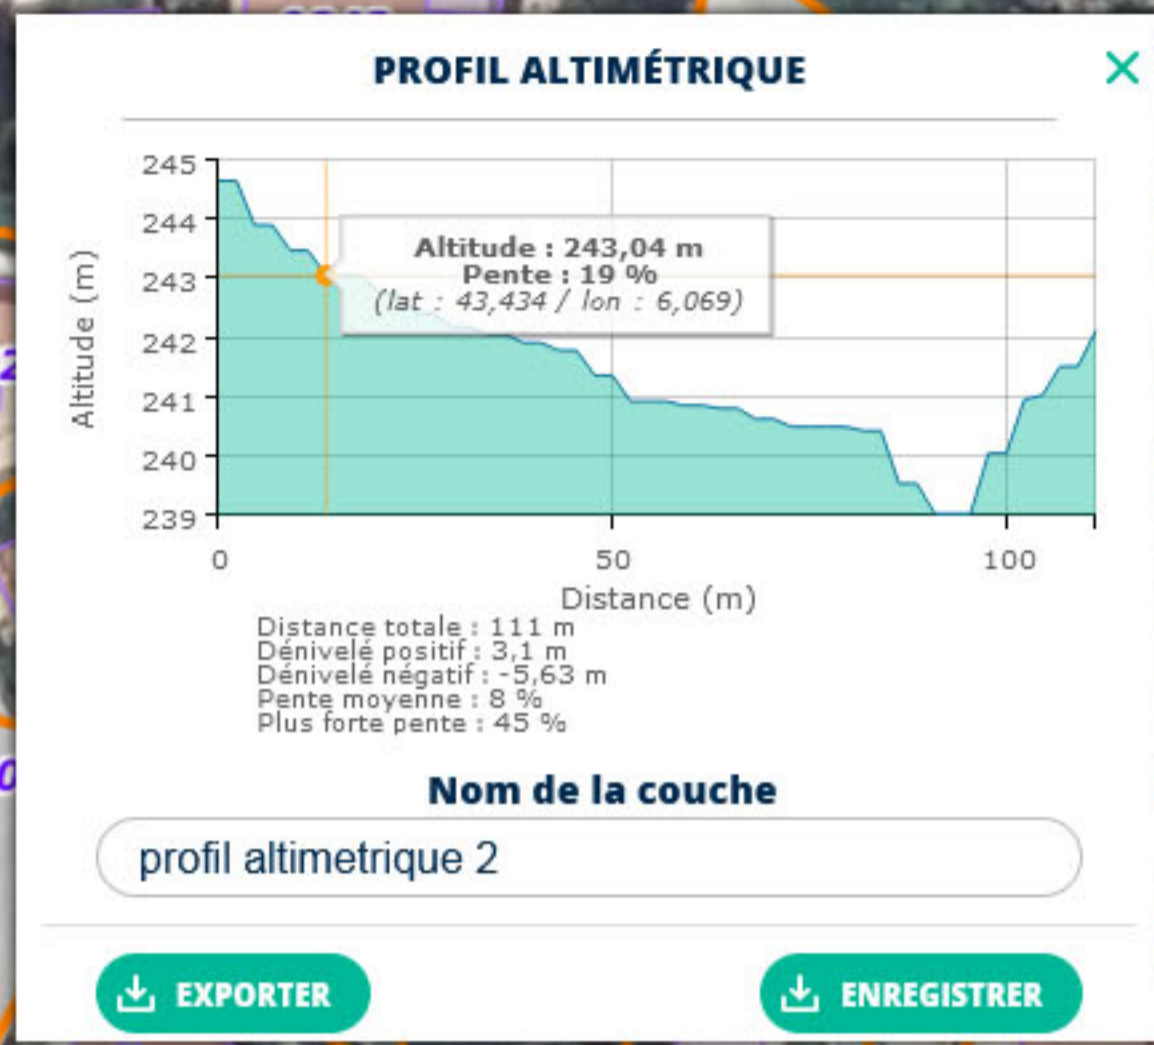 PROFIL ALTIMÉTRIQUE
245
244
243
242
241
240
239
Altitude (m)
Altitude : 243,04 m
Pente : 19 %
(lat : 43,434 / lon : 6,069)
0
50
100
Distance (m)
Distance totale : 111 m
Dénivelé positif : 3,1 m
Dénivelé négatif : -5,63 m
Pente moyenne : 8 %
Plus forte pente : 45 %
Nom de la couche
profil altimetrique 2
EXPORTER
ENREGISTRER